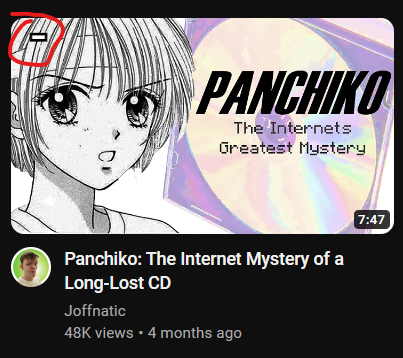 PANCHIKO
The Internets
Greatest Mystery
7:47
Panchiko: The Internet Mystery of a
Long-Lost CD
Joffnatic
48K views • 4 months ago